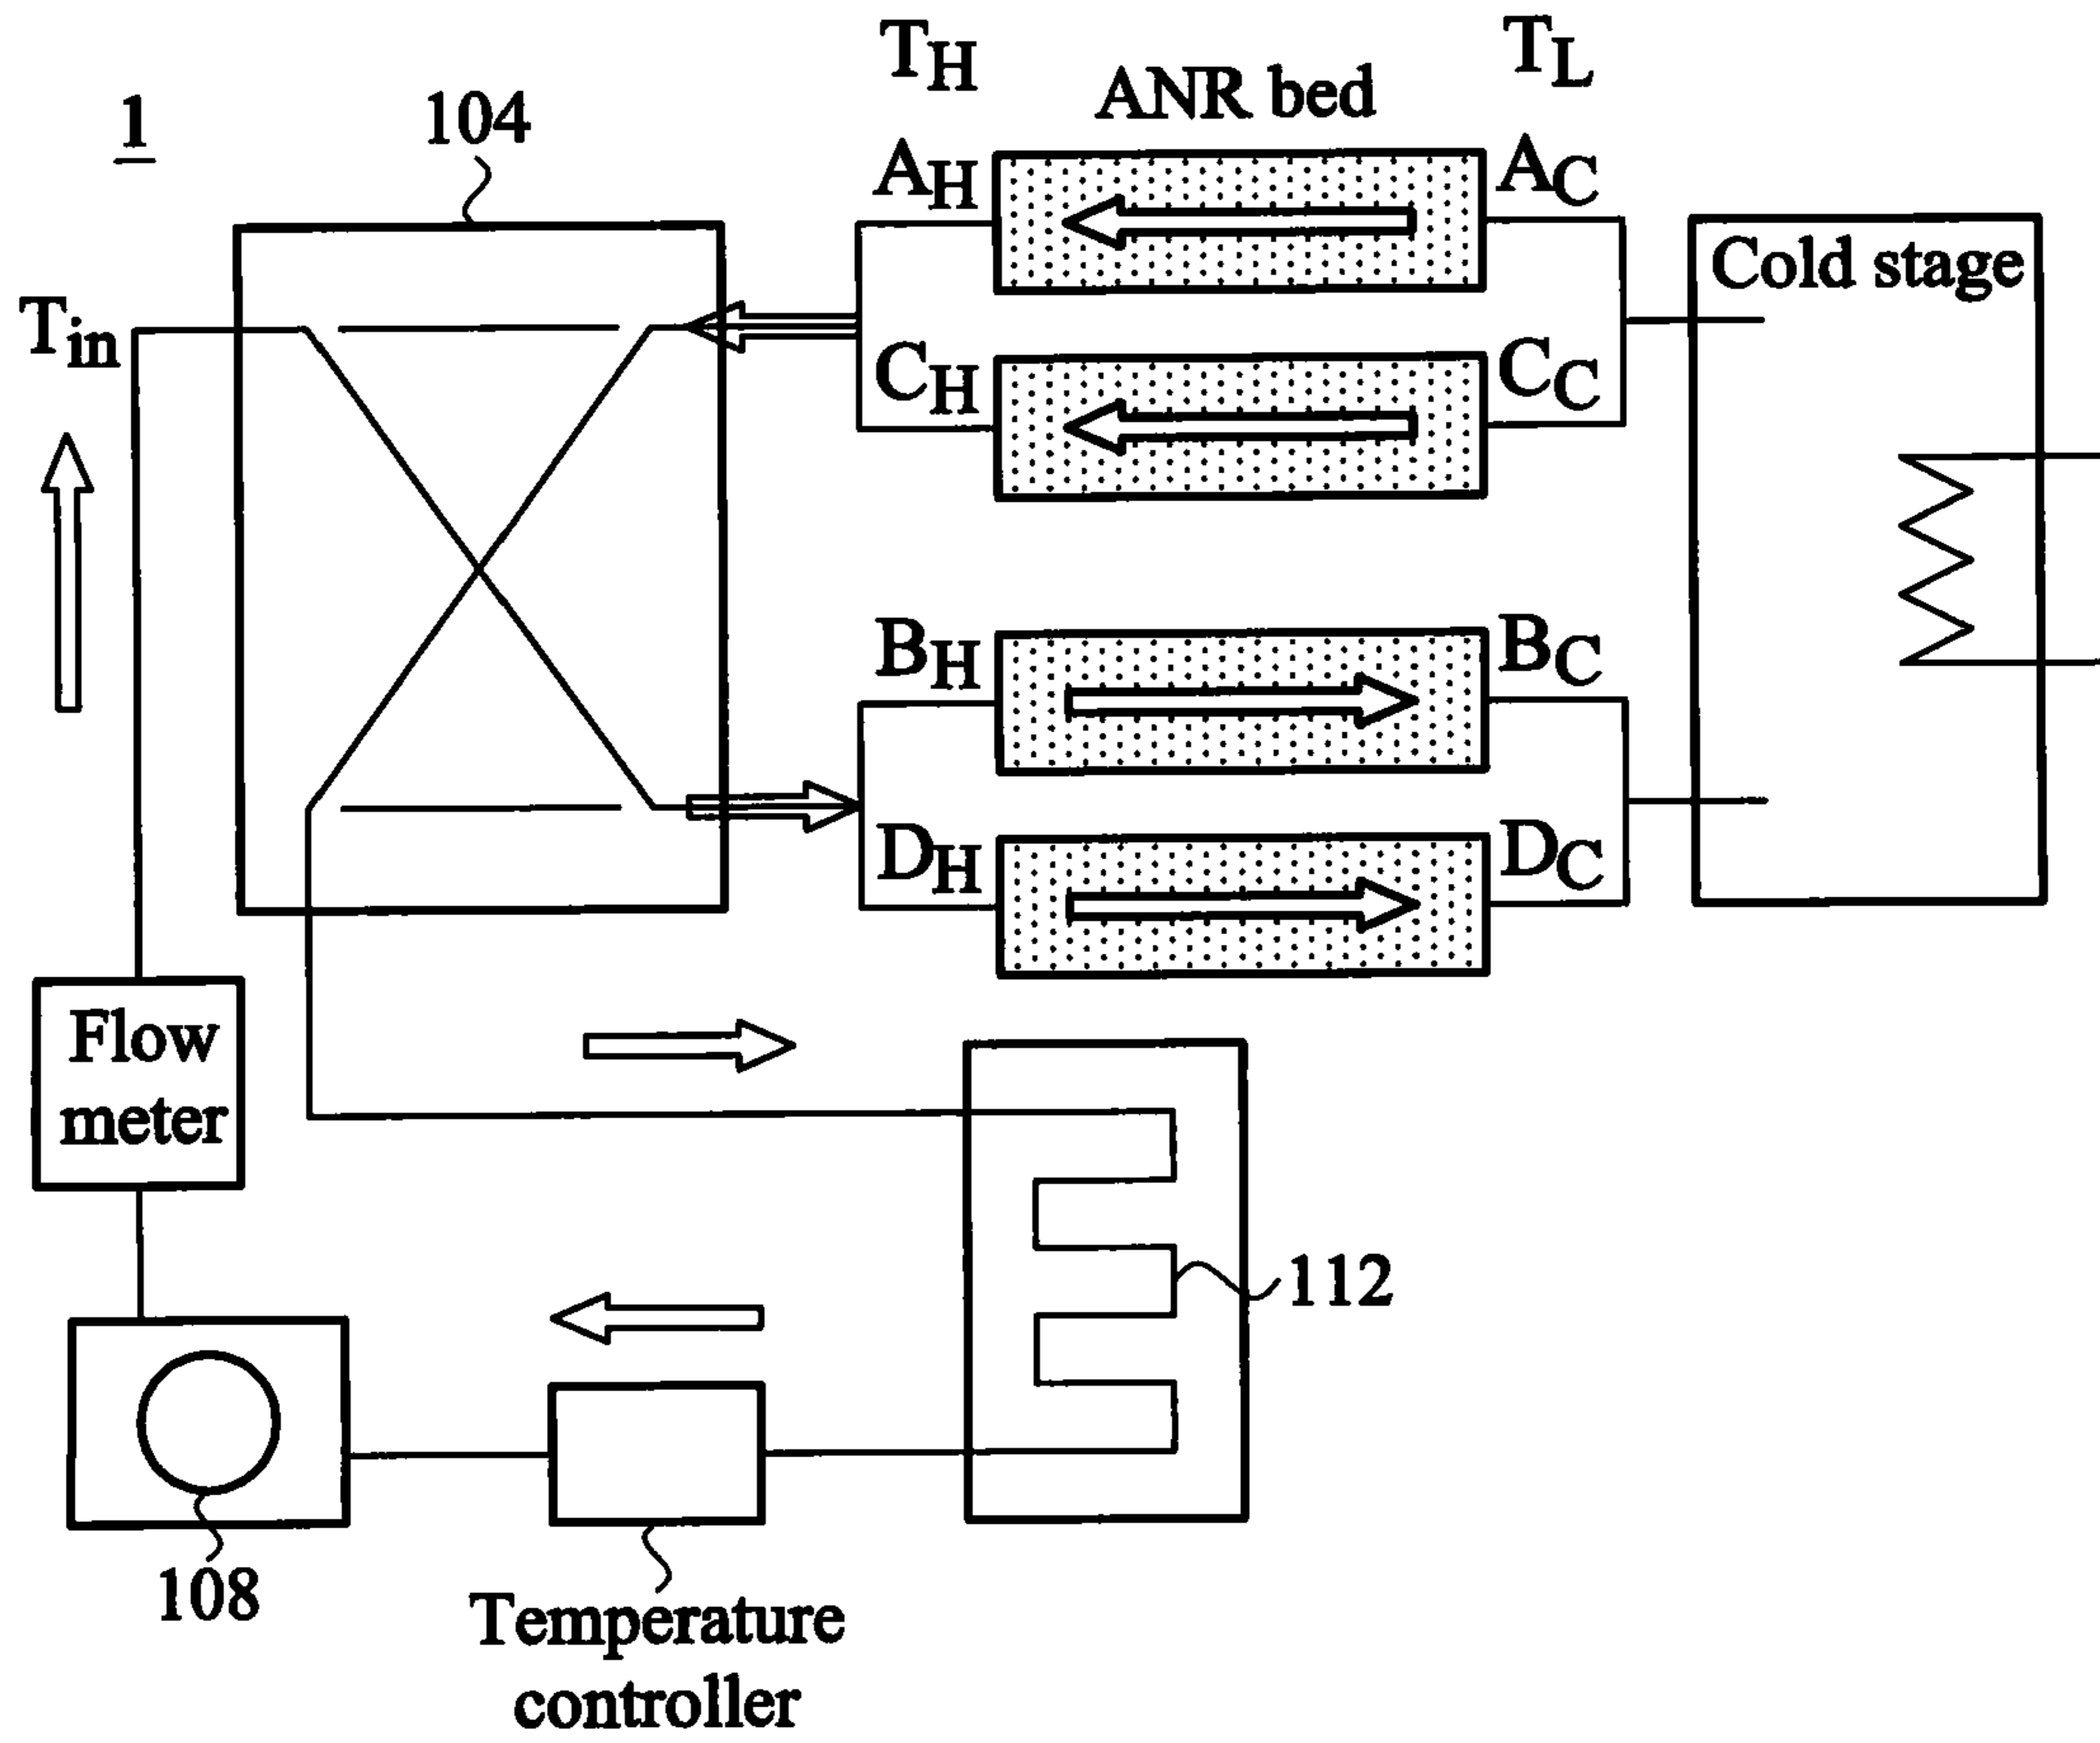 1
104
T_H
T_L
ANR bed
A_H
A_C
Cold stage
T_in
C_H
C_C
B_H
B_C
D_H
D_C
Flow
meter
112
108
Temperature
controller